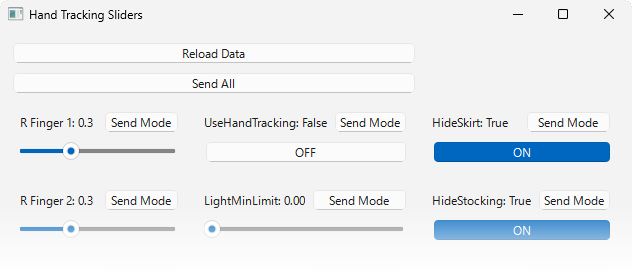 Hand Tracking Sliders
Reload Data
Send All
R Finger 1: 0.3 Send Mode UseHandTracking: False Send Mode HideSkirt: True Send Mode
OFF ON
R Finger 2: 0.3 Send Mode LightMinLimit: 0.00 Send Mode HideStocking: True Send Mode
ON